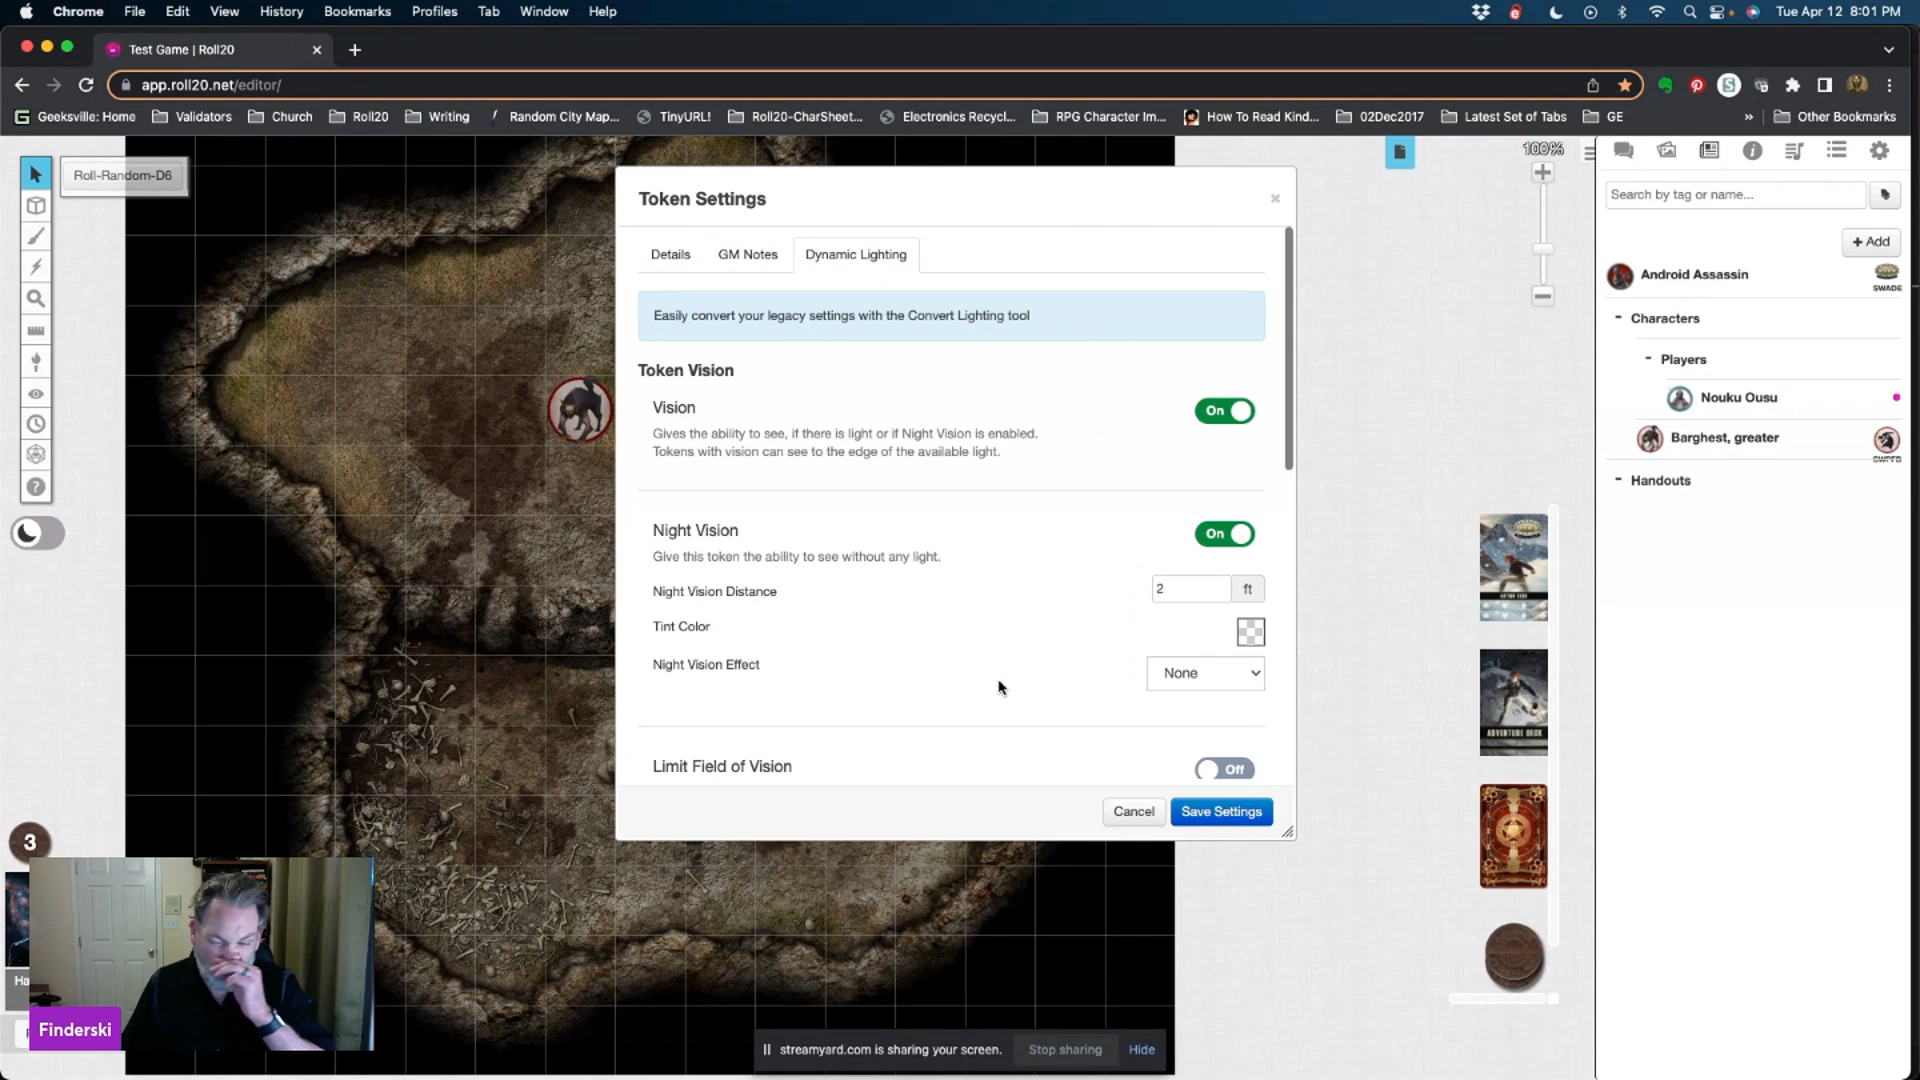 Chrome File Edit View History Bookmarks Profiles Tab Window Help
Tue Apr 12 8:01 PM
Test Game | Roll20
app.roll20.net/editor/
Geeksville: Home Validators Church Roll20 Writing Random City Map... TinyURL! Roll20-CharSheet... Electronics Recycl... RPG Character Im... How To Read Kind... 02Dec2017 Latest Set of Tabs GE » Other Bookmarks
Roll-Random-D6
100%
Token Settings
Details GM Notes Dynamic Lighting
Easily convert your legacy settings with the Convert Lighting tool
Token Vision
Vision
On
Gives the ability to see, if there is light or if Night Vision is enabled.
Tokens with vision can see to the edge of the available light.
Night Vision
On
Give this token the ability to see without any light.
Night Vision Distance
2 ft
Tint Color
Night Vision Effect
None
Limit Field of Vision
Off
Cancel Save Settings
Search by tag or name...
+ Add
Android Assassin
SWADE
- Characters
- Players
Nouku Ousu
Barghest, greater
SWPFD
- Handouts
ADVENTURE DECK
3
Ha
Finderski
streamyard.com is sharing your screen. Stop sharing Hide